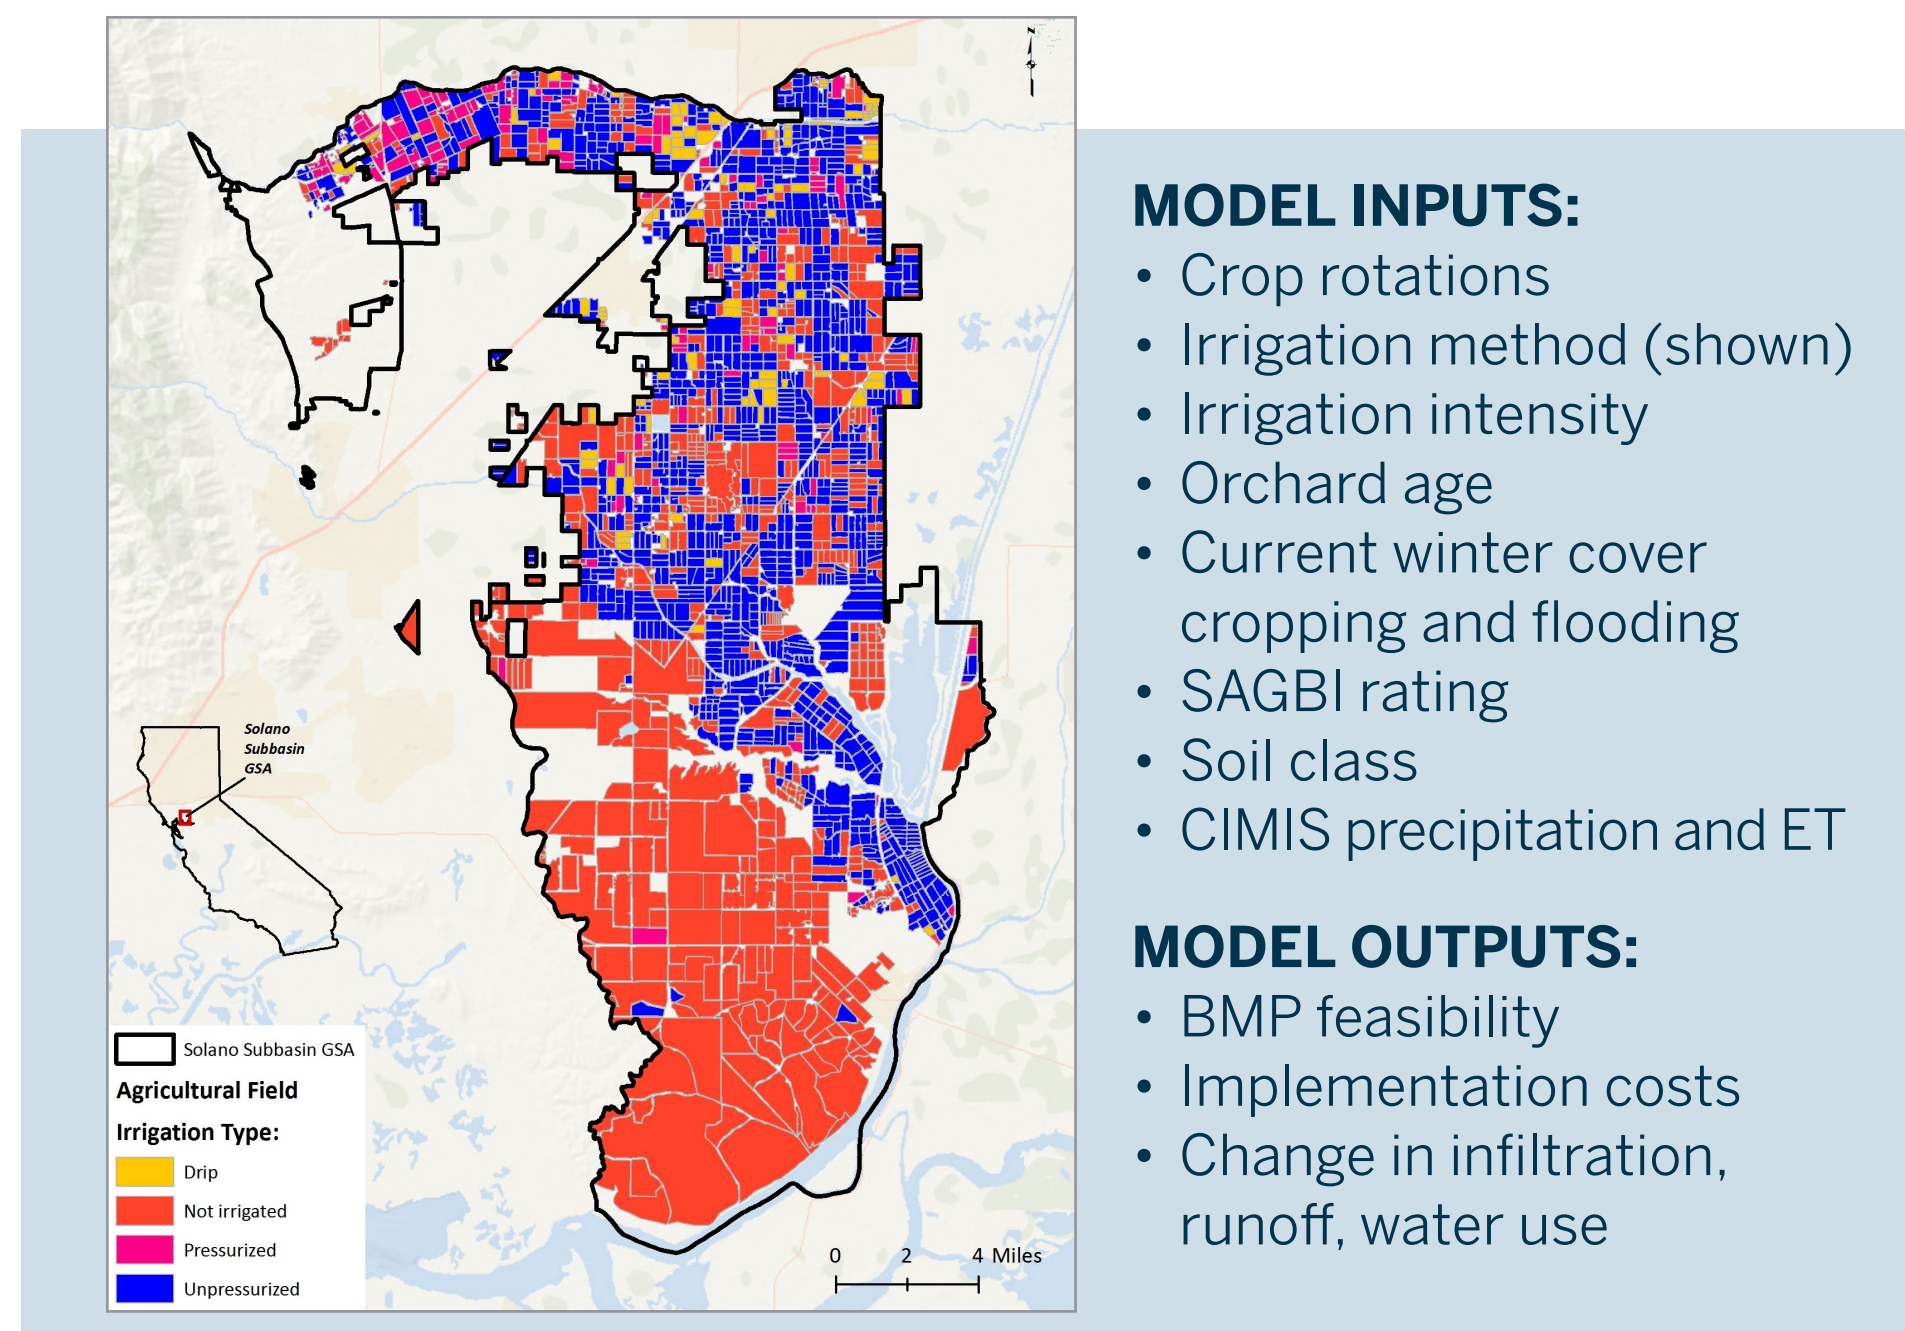 N
Solano
Subbasin
GSA
Solano Subbasin GSA
Agricultural Field
Irrigation Type:
Drip
Not irrigated
Pressurized
Unpressurized
0 2 4 Miles
MODEL INPUTS:
• Crop rotations
• Irrigation method (shown)
• Irrigation intensity
• Orchard age
• Current winter cover
cropping and flooding
• SAGBI rating
• Soil class
• CIMIS precipitation and ET
MODEL OUTPUTS:
• BMP feasibility
• Implementation costs
• Change in infiltration,
runoff, water use